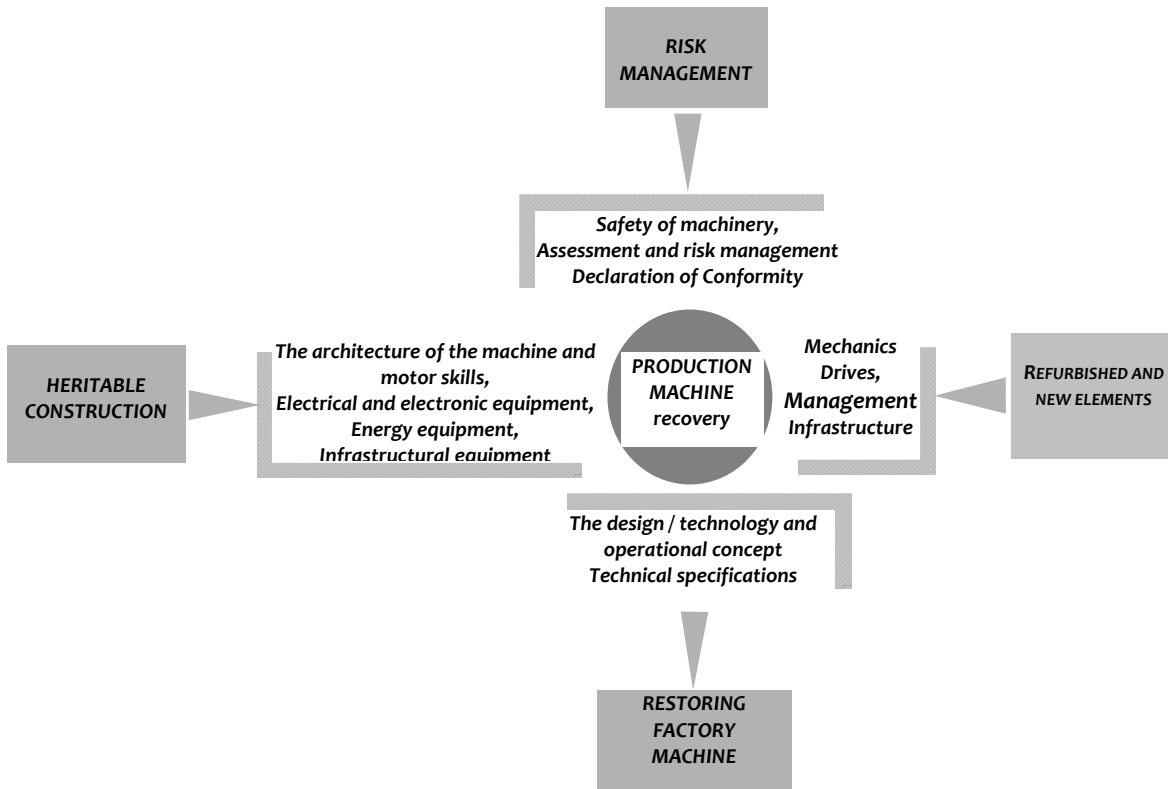 RISK
MANAGEMENT
Safety of machinery,
Assessment and risk management
Declaration of Conformity
HERITABLE
CONSTRUCTION
The architecture of the machine and
motor skills,
Electrical and electronic equipment,
Energy equipment,
Infrastructural equipment
PRODUCTION
MACHINE
recovery
Mechanics
Drives,
Management
Infrastructure
REFURBISHED AND
NEW ELEMENTS
The design / technology and
operational concept
Technical specifications
RESTORING
FACTORY
MACHINE